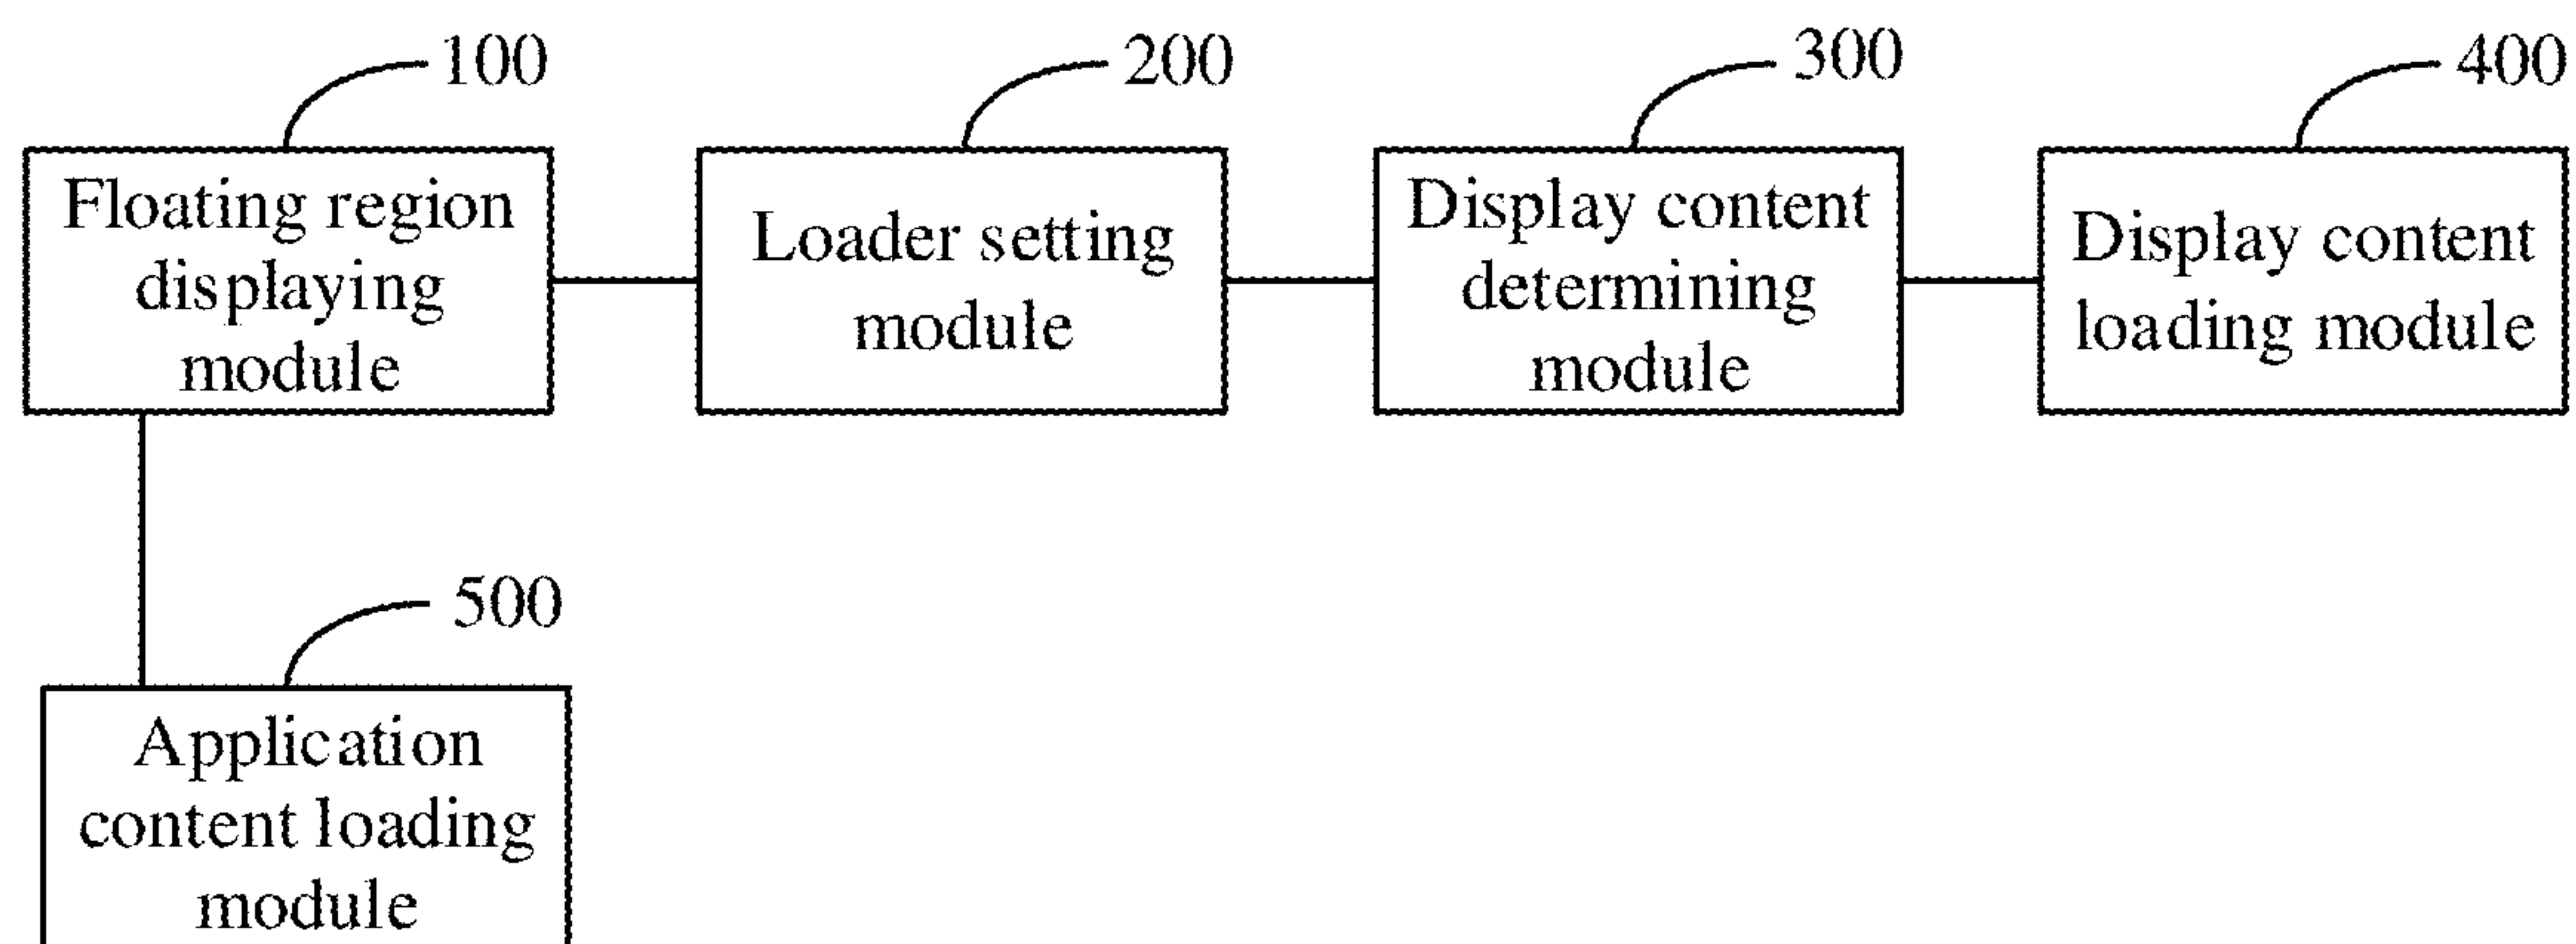 100
200
300
400
Floating region
displaying
module
Loader setting
module
Display content
determining
module
Display content
loading module
500
Application
content loading
module